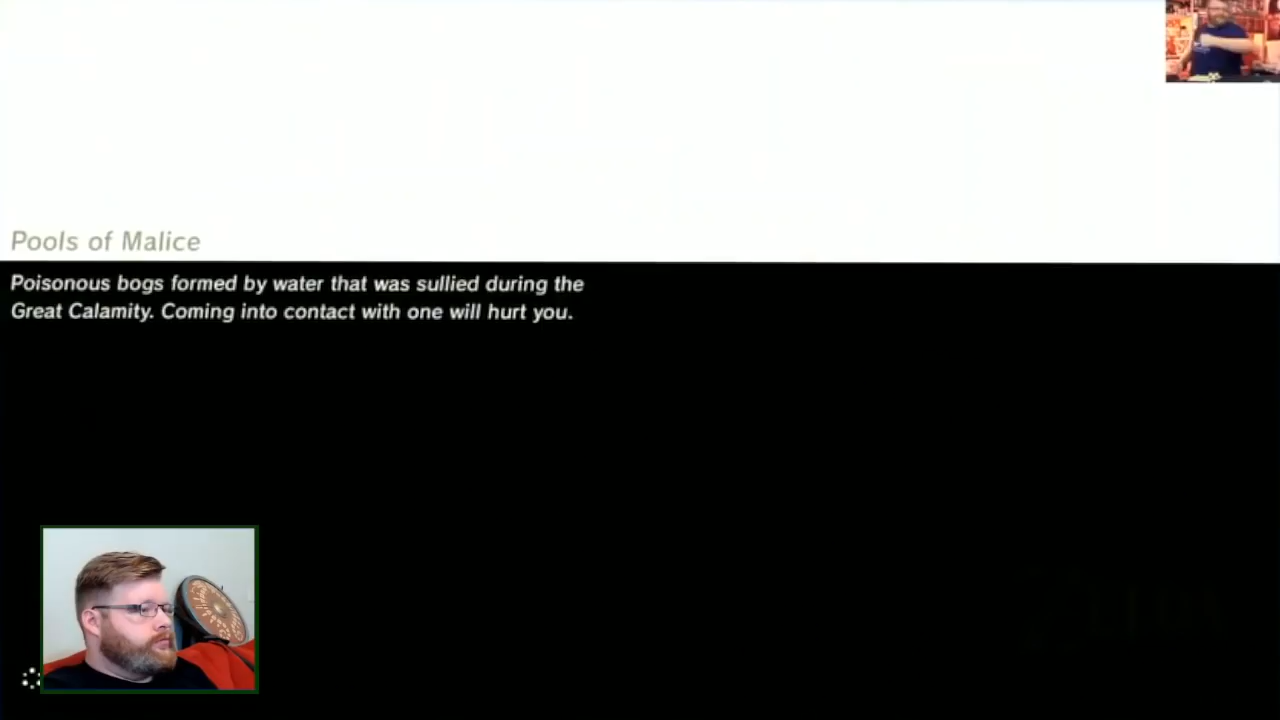 Pools of Malice
Poisonous bogs formed by water that was sullied during the
Great Calamity. Coming into contact with one will hurt you.